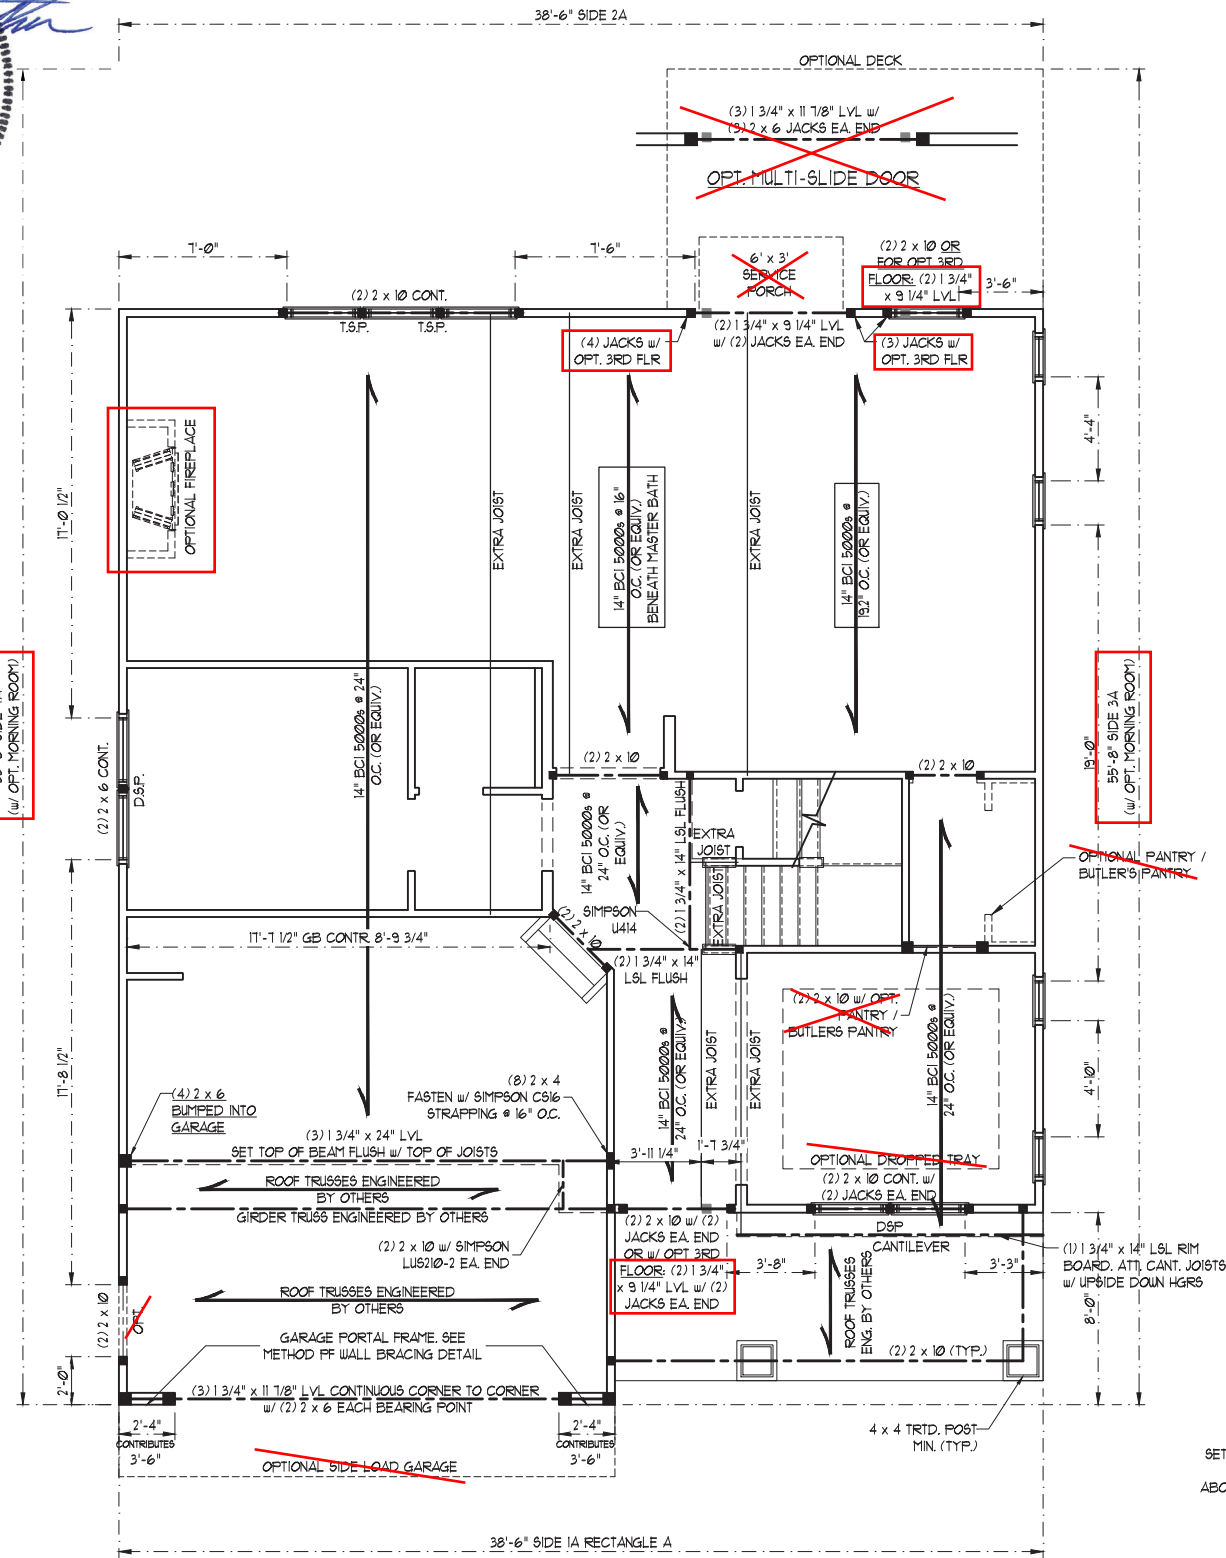 38'-6" SIDE 2A
OPTIONAL DECK
(3) 1 3/4" x 11 7/8" LVL w/
(3) 2 x 6 JACKS EA. END
OPT. MULTI-SLIDE DOOR
7'-0"
7'-6"
6' x 3'
SERVICE
PORCH
(2) 2 x 10 OR
FOR OPT 3RD
FLOOR: (2) 1 3/4"
x 9 1/4" LVL
3'-6"
(2) 2 x 10 CONT.
T.S.P.
T.S.P.
(2) 1 3/4" x 9 1/4" LVL
w/ (2) JACKS EA. END
(4) JACKS w/
OPT. 3RD FLR
(3) JACKS w/
OPT. 3RD FLR
4'-4"
OPTIONAL FIREPLACE
17'-0 1/2"
EXTRA JOIST
EXTRA JOIST
14" BCI 5000s @ 16"
O.C. (OR EQUIV.)
BENEATH MASTER BATH
EXTRA JOIST
14" BCI 5000s @
19.2" O.C. (OR EQUIV.)
(w/ OPT. MORNING ROOM)
14" BCI 5000s @ 24"
O.C. (OR EQUIV.)
19'-0"
55'-8" SIDE 3A
(w/ OPT. MORNING ROOM)
(2) 2 x 6 CONT.
D.S.P.
(2) 2 x 10
(2) 2 x 10
14" BCI 5000s @
24" O.C. (OR
EQUIV.)
(2) 1 3/4" x 14" LSL FLUSH
EXTRA
JOIST
EXTRA JOIST
OPTIONAL PANTRY /
BUTLER'S PANTRY
SIMPSON
U414
(2) 2 x 10
17'-7 1/2" GB CONTR. 8'-9 3/4"
(2) 1 3/4" x 14"
LSL FLUSH
(2) 2 x 10 w/ OPT.
PANTRY /
BUTLERS PANTRY
17'-8 1/2"
14" BCI 5000s @
24" O.C. (OR EQUIV.)
EXTRA JOIST
EXTRA JOIST
14" BCI 5000s @
24" O.C. (OR EQUIV.)
4'-10"
(4) 2 x 6
BUMPED INTO
GARAGE
(8) 2 x 4
FASTEN w/ SIMPSON CS16
STRAPPING @ 16" O.C.
(3) 1 3/4" x 24" LVL
SET TOP OF BEAM FLUSH w/ TOP OF JOISTS
3'-11 1/4"
1'-7 3/4"
OPTIONAL DROPPED TRAY
(2) 2 x 10 CONT. w/
(2) JACKS EA. END
ROOF TRUSSES ENGINEERED
BY OTHERS
GIRDER TRUSS ENGINEERED BY OTHERS
(2) 2 x 10 w/ (2)
JACKS EA. END
OR w/ OPT 3RD
FLOOR: (2) 1 3/4"
x 9 1/4" LVL w/ (2)
JACKS EA. END
DSP
CANTILEVER
(2) 2 x 10 w/ SIMPSON
LUS210-2 EA. END
3'-8"
3'-3"
(1) 1 3/4" x 14" LSL RIM
BOARD. ATT. CANT. JOISTS
w/ UPSIDE DOWN HGRS
ROOF TRUSSES
ENG. BY OTHERS
8'-0"
ROOF TRUSSES ENGINEERED
BY OTHERS
(2) 2 x 10
OPT.
GARAGE PORTAL FRAME. SEE
METHOD PF WALL BRACING DETAIL
(2) 2 x 10 (TYP.)
2'-0"
(3) 1 3/4" x 11 7/8" LVL CONTINUOUS CORNER TO CORNER
w/ (2) 2 x 6 EACH BEARING POINT
2'-4"
CONTRIBUTES
3'-6"
2'-4"
CONTRIBUTES
3'-6"
4 x 4 TRTD. POST
MIN. (TYP.)
OPTIONAL SIDE LOAD GARAGE
SET
ABO
38'-6" SIDE 1A RECTANGLE A